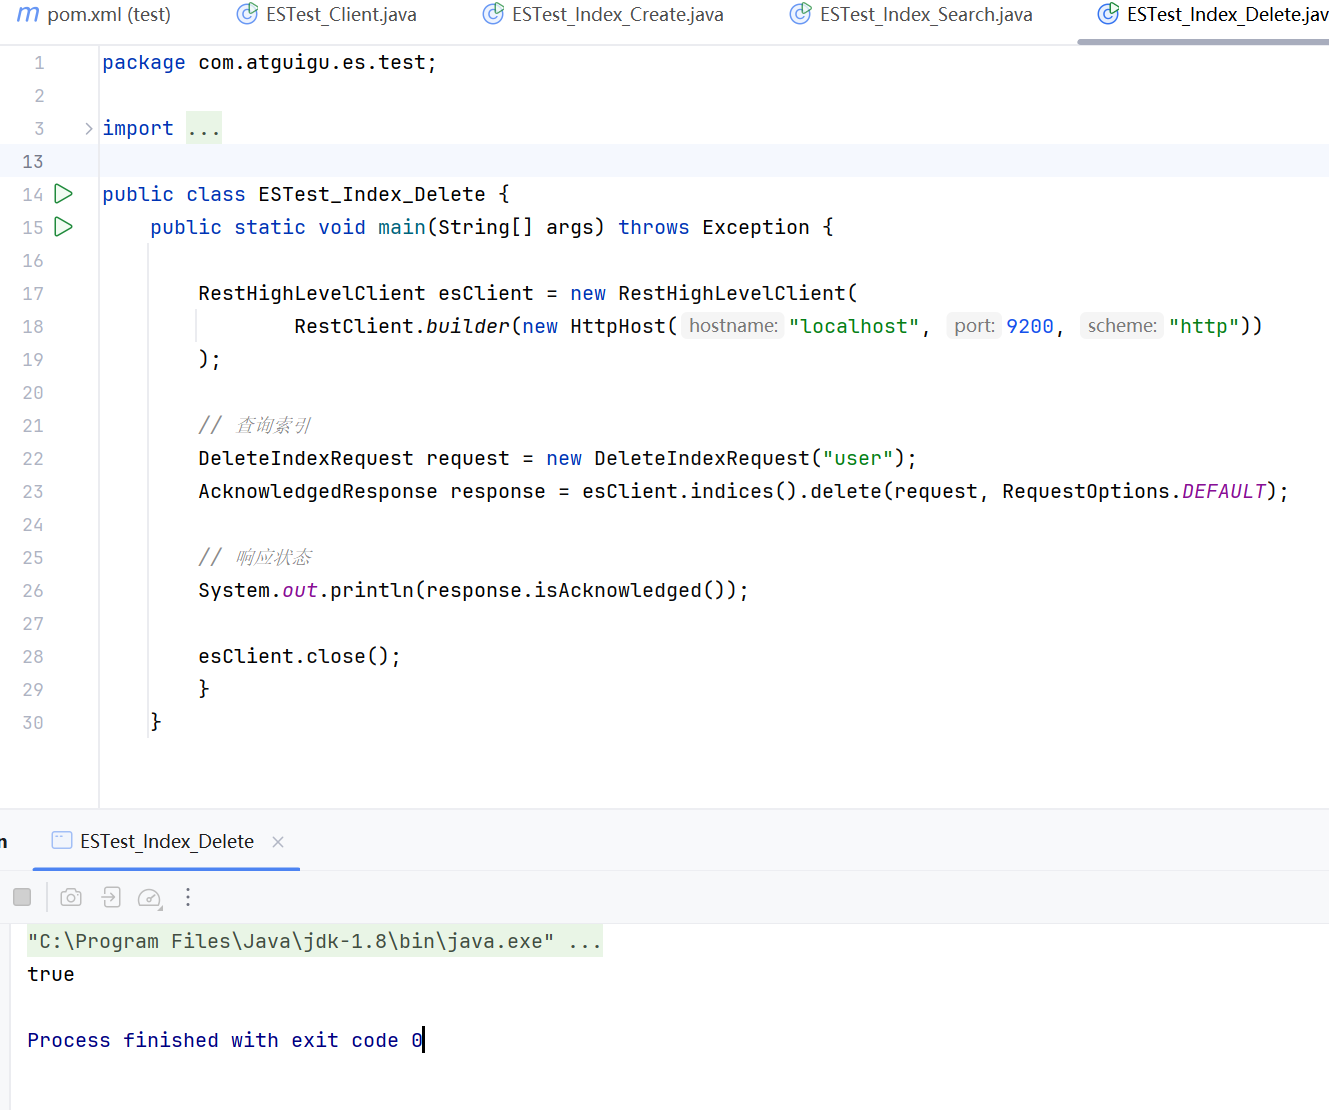 pom.xml (test) ESTest_Client.java ESTest_Index_Create.java ESTest_Index_Search.java ESTest_Index_Delete.jav
1 package com.atguigu.es.test;
2
3 import ...
13
14 public class ESTest_Index_Delete {
15 public static void main(String[] args) throws Exception {
16
17 RestHighLevelClient esClient = new RestHighLevelClient(
18 RestClient.builder(new HttpHost( hostname: "localhost", port: 9200, scheme: "http"))
19 );
20
21 // 查询索引
22 DeleteIndexRequest request = new DeleteIndexRequest("user");
23 AcknowledgedResponse response = esClient.indices().delete(request, RequestOptions.DEFAULT);
24
25 // 响应状态
26 System.out.println(response.isAcknowledged());
27
28 esClient.close();
29 }
30 }
n ESTest_Index_Delete
"C:\Program Files\Java\jdk-1.8\bin\java.exe" ...
true
Process finished with exit code 0